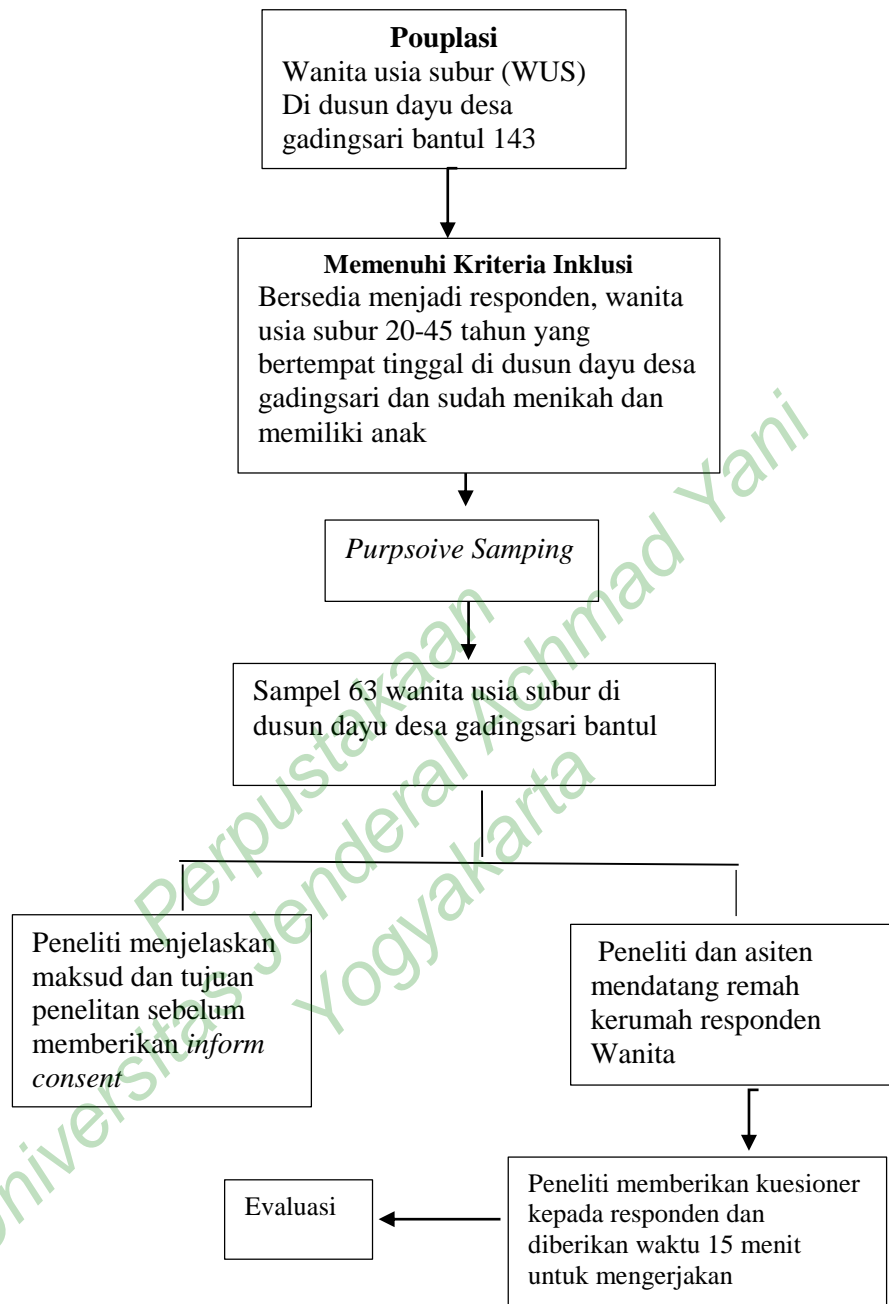 Pouplasi
Wanita usia subur (WUS)
Di dusun dayu desa
gadingsari bantul 143
Memenuhi Kriteria Inklusi
Bersedia menjadi responden, wanita
usia subur 20-45 tahun yang
bertempat tinggal di dusun dayu desa
gadingsari dan sudah menikah dan
memiliki anak
Purpsoive Samping
Sampel 63 wanita usia subur di
dusun dayu desa gadingsari bantul
Peneliti menjelaskan
maksud dan tujuan
penelitan sebelum
memberikan inform
consent
Peneliti dan asiten
mendatang remah
kerumah responden
Wanita
Peneliti memberikan kuesioner
kepada responden dan
diberikan waktu 15 menit
untuk mengerjakan
Evaluasi
Perpustakaan
Universitas Jenderal Achmad Yani
Yogyakarta